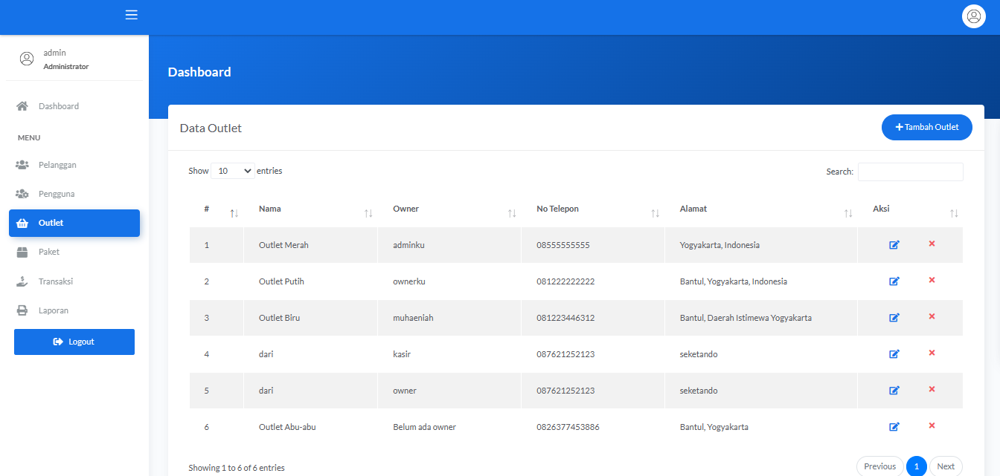 admin
Administrator
Dashboard
Dashboard
MENU
Pelanggan
Pengguna
Outlet
Paket
Transaksi
Laporan
Logout
Data Outlet
Tambah Outlet
Show 10 entries
Search:
# Nama Owner No Telepon Alamat Aksi
1 Outlet Merah adminku 08555555555 Yogyakarta, Indonesia
2 Outlet Putih ownerku 081222222222 Bantul, Yogyakarta, Indonesia
3 Outlet Biru muhaeniah 081223446312 Bantul, Daerah Istimewa Yogyakarta
4 dari kasir 087621252123 seketando
5 dari owner 087621252123 seketando
6 Outlet Abu-abu Belum ada owner 0826377453886 Bantul, Yogyakarta
Showing 1 to 6 of 6 entries
Previous 1 Next